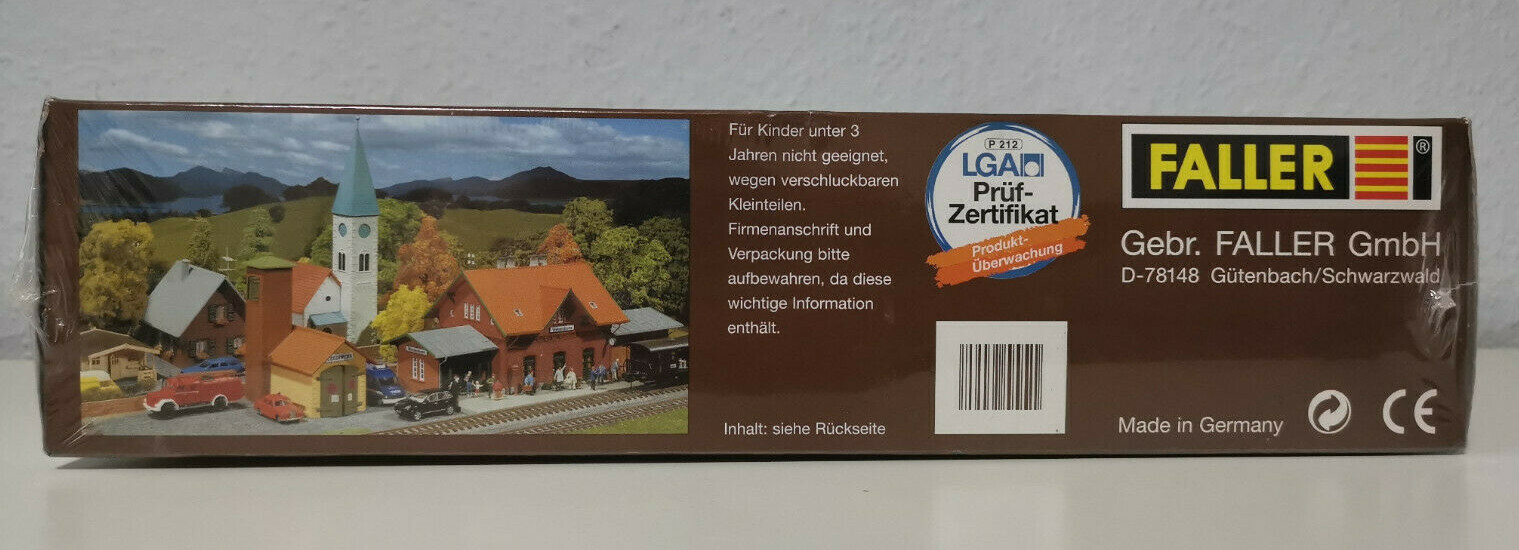 Für Kinder unter 3
Jahren nicht geeignet,
wegen verschluckbaren
Kleinteilen.
Firmenanschrift und
Verpackung bitte
aufbewahren, da diese
wichtige Information
enthält.
Inhalt: siehe Rückseite
P 212
LGA
Prüf-
Zertifikat
Produkt-
Überwachung
FALLER ®
Gebr. FALLER GmbH
D-78148 Gütenbach/Schwarzwald
Made in Germany
CE